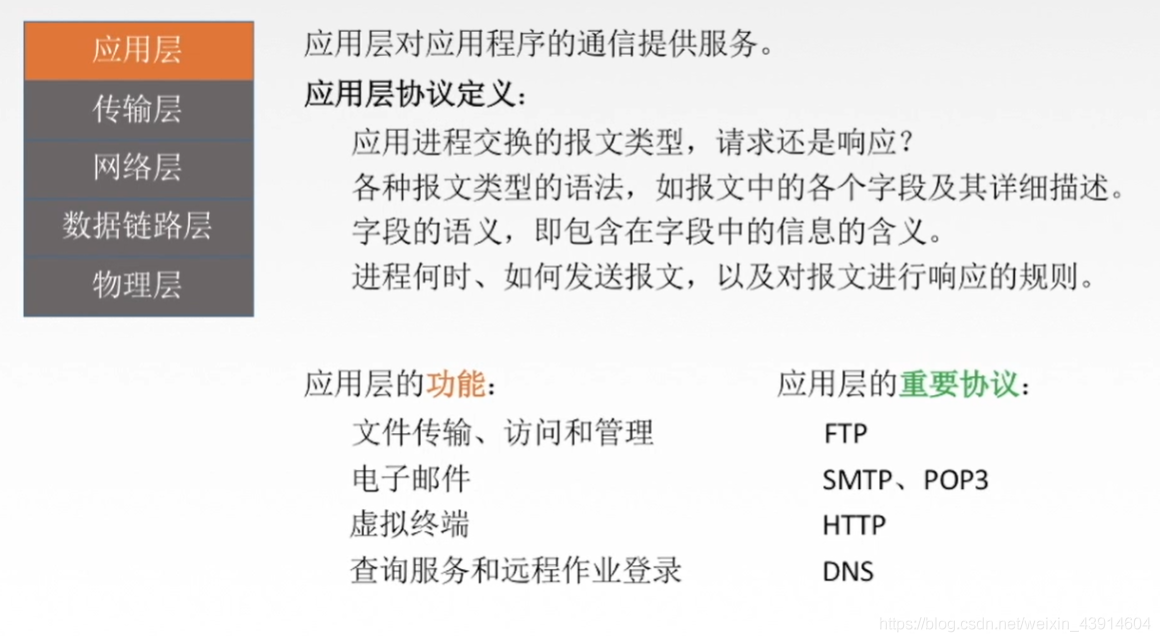 应用层
传输层
网络层
数据链路层
物理层
应用层对应用程序的通信提供服务。
应用层协议定义：
应用进程交换的报文类型，请求还是响应？
各种报文类型的语法，如报文中的各个字段及其详细描述。
字段的语义，即包含在字段中的信息的含义。
进程何时、如何发送报文，以及对报文进行响应的规则。
应用层的功能：
文件传输、访问和管理
电子邮件
虚拟终端
查询服务和远程作业登录
应用层的重要协议：
FTP
SMTP、POP3
HTTP
DNS
https://blog.csdn.net/weixin_43914604